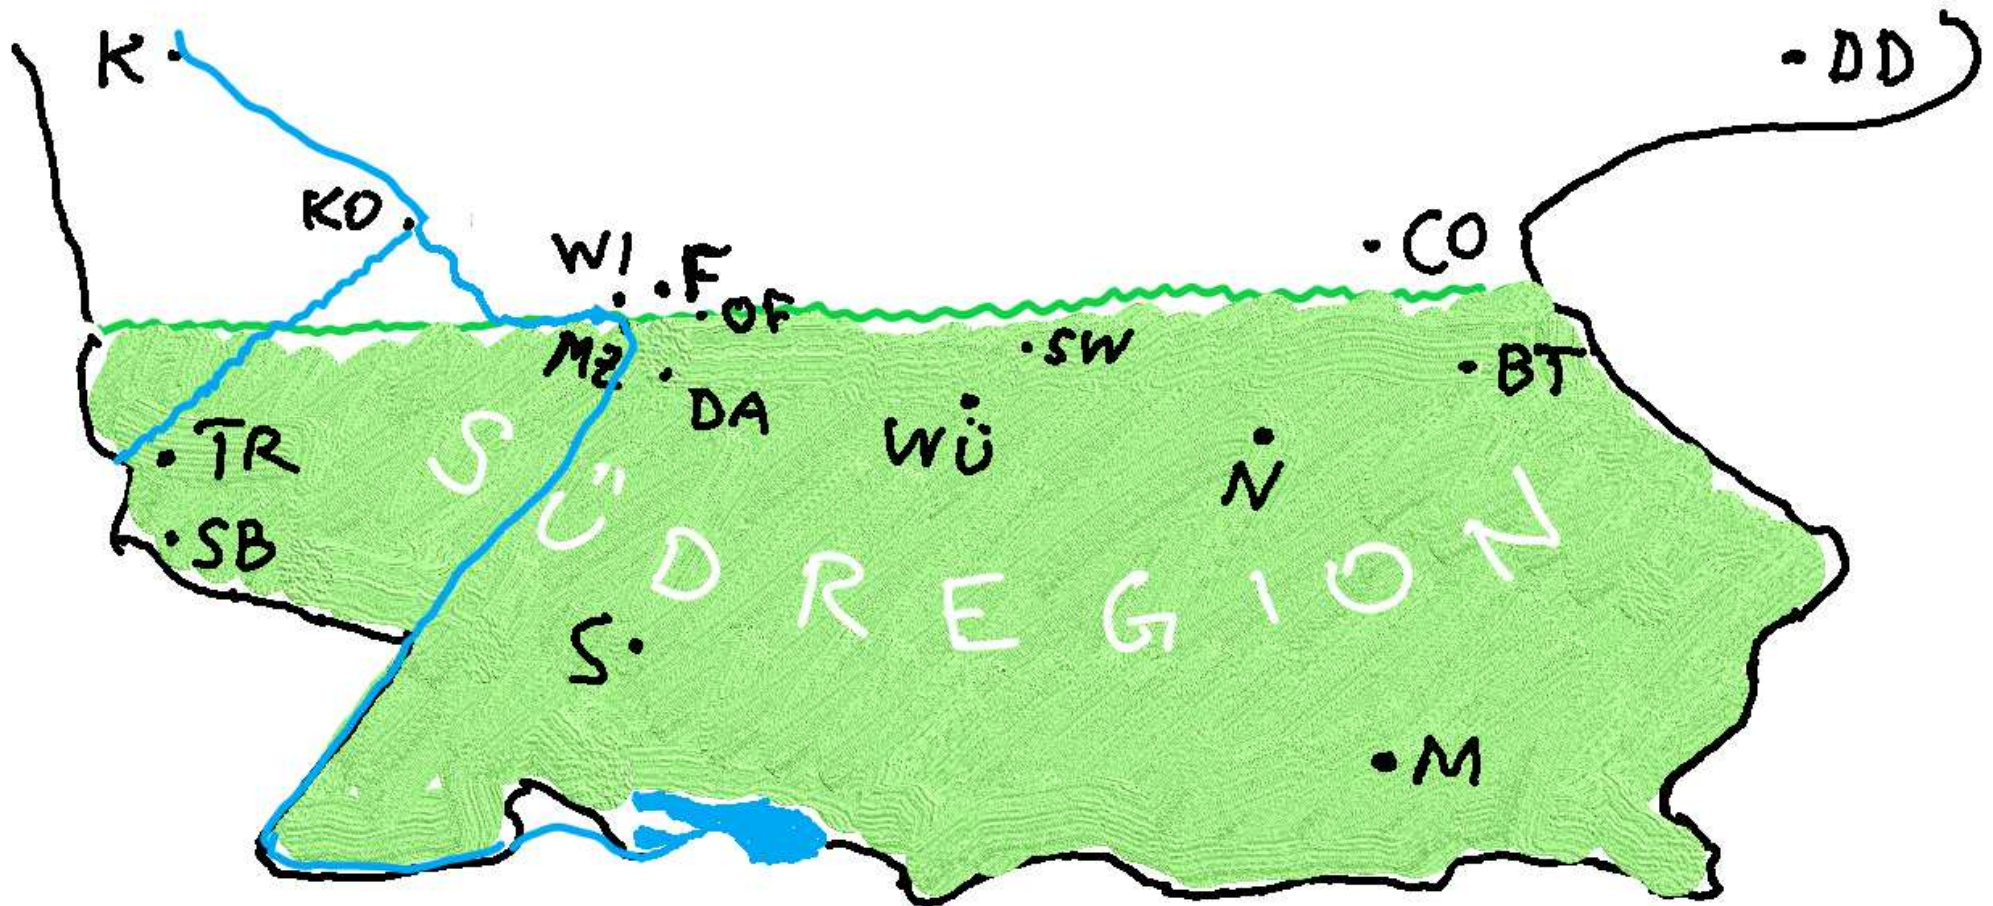 K
DD
KO
WI
F
CO
OF
MZ
SW
BT
DA
WÜ
TR
N
SB
SÜDREGION
S
M